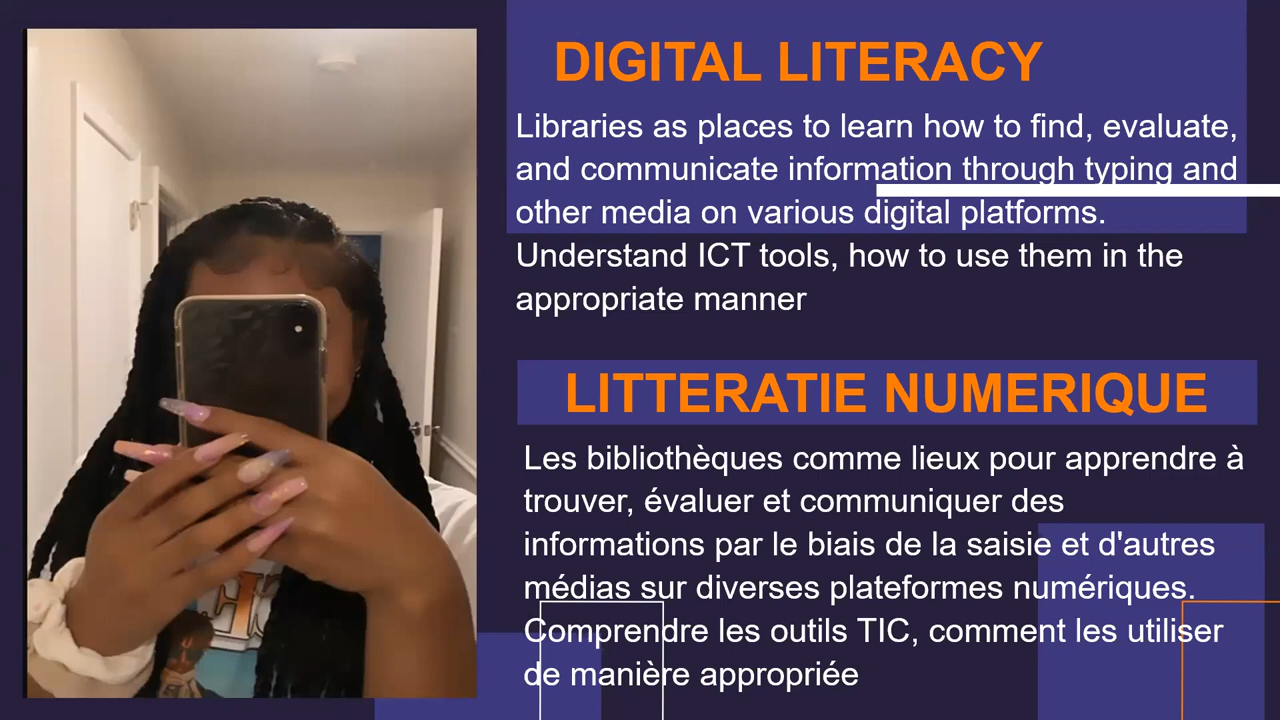 DIGITAL LITERACY
Libraries as places to learn how to find, evaluate,
and communicate information through typing and
other media on various digital platforms.
Understand ICT tools, how to use them in the
appropriate manner
LITTERATIE NUMERIQUE
Les bibliothèques comme lieux pour apprendre à
trouver, évaluer et communiquer des
informations par le biais de la saisie et d'autres
médias sur diverses plateformes numériques.
Comprendre les outils TIC, comment les utiliser
de manière appropriée